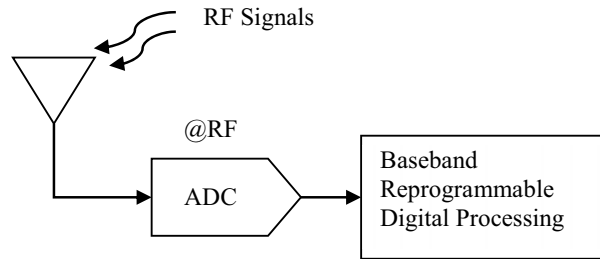 RF Signals
@RF
ADC
Baseband
Reprogrammable
Digital Processing